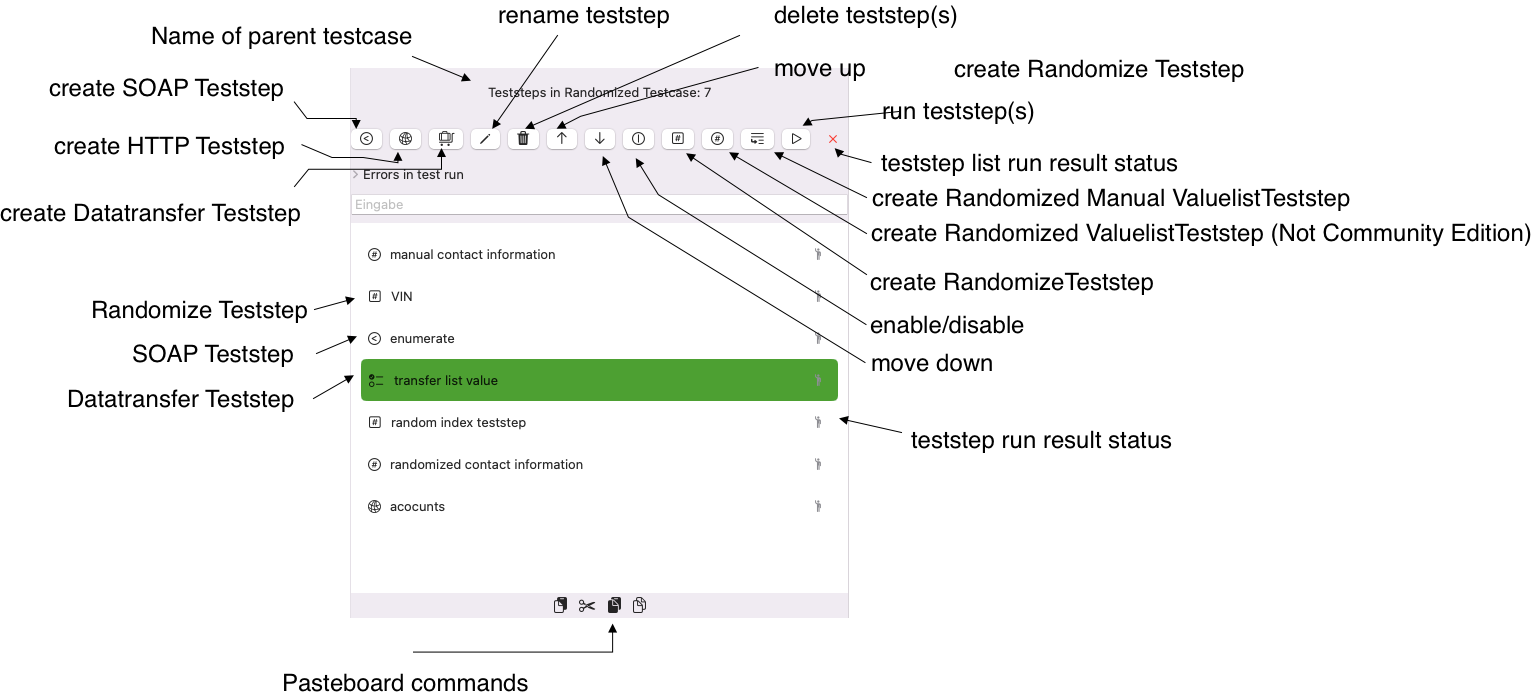 rename teststep
delete teststep(s)
Name of parent testcase
move up
create Randomize Teststep
create SOAP Teststep
Teststeps in Randomized Testcase: 7
run teststep(s)
create HTTP Teststep
teststep list run result status
Errors in test run
create Randomized Manual ValuelistTeststep
Eingabe
create Datatransfer Teststep
create Randomized ValuelistTeststep (Not Community Edition)
manual contact information
create RandomizeTeststep
VIN
Randomize Teststep
enable/disable
enumerate
SOAP Teststep
move down
transfer list value
Datatransfer Teststep
random index teststep
teststep run result status
randomized contact information
acocunts
Pasteboard commands